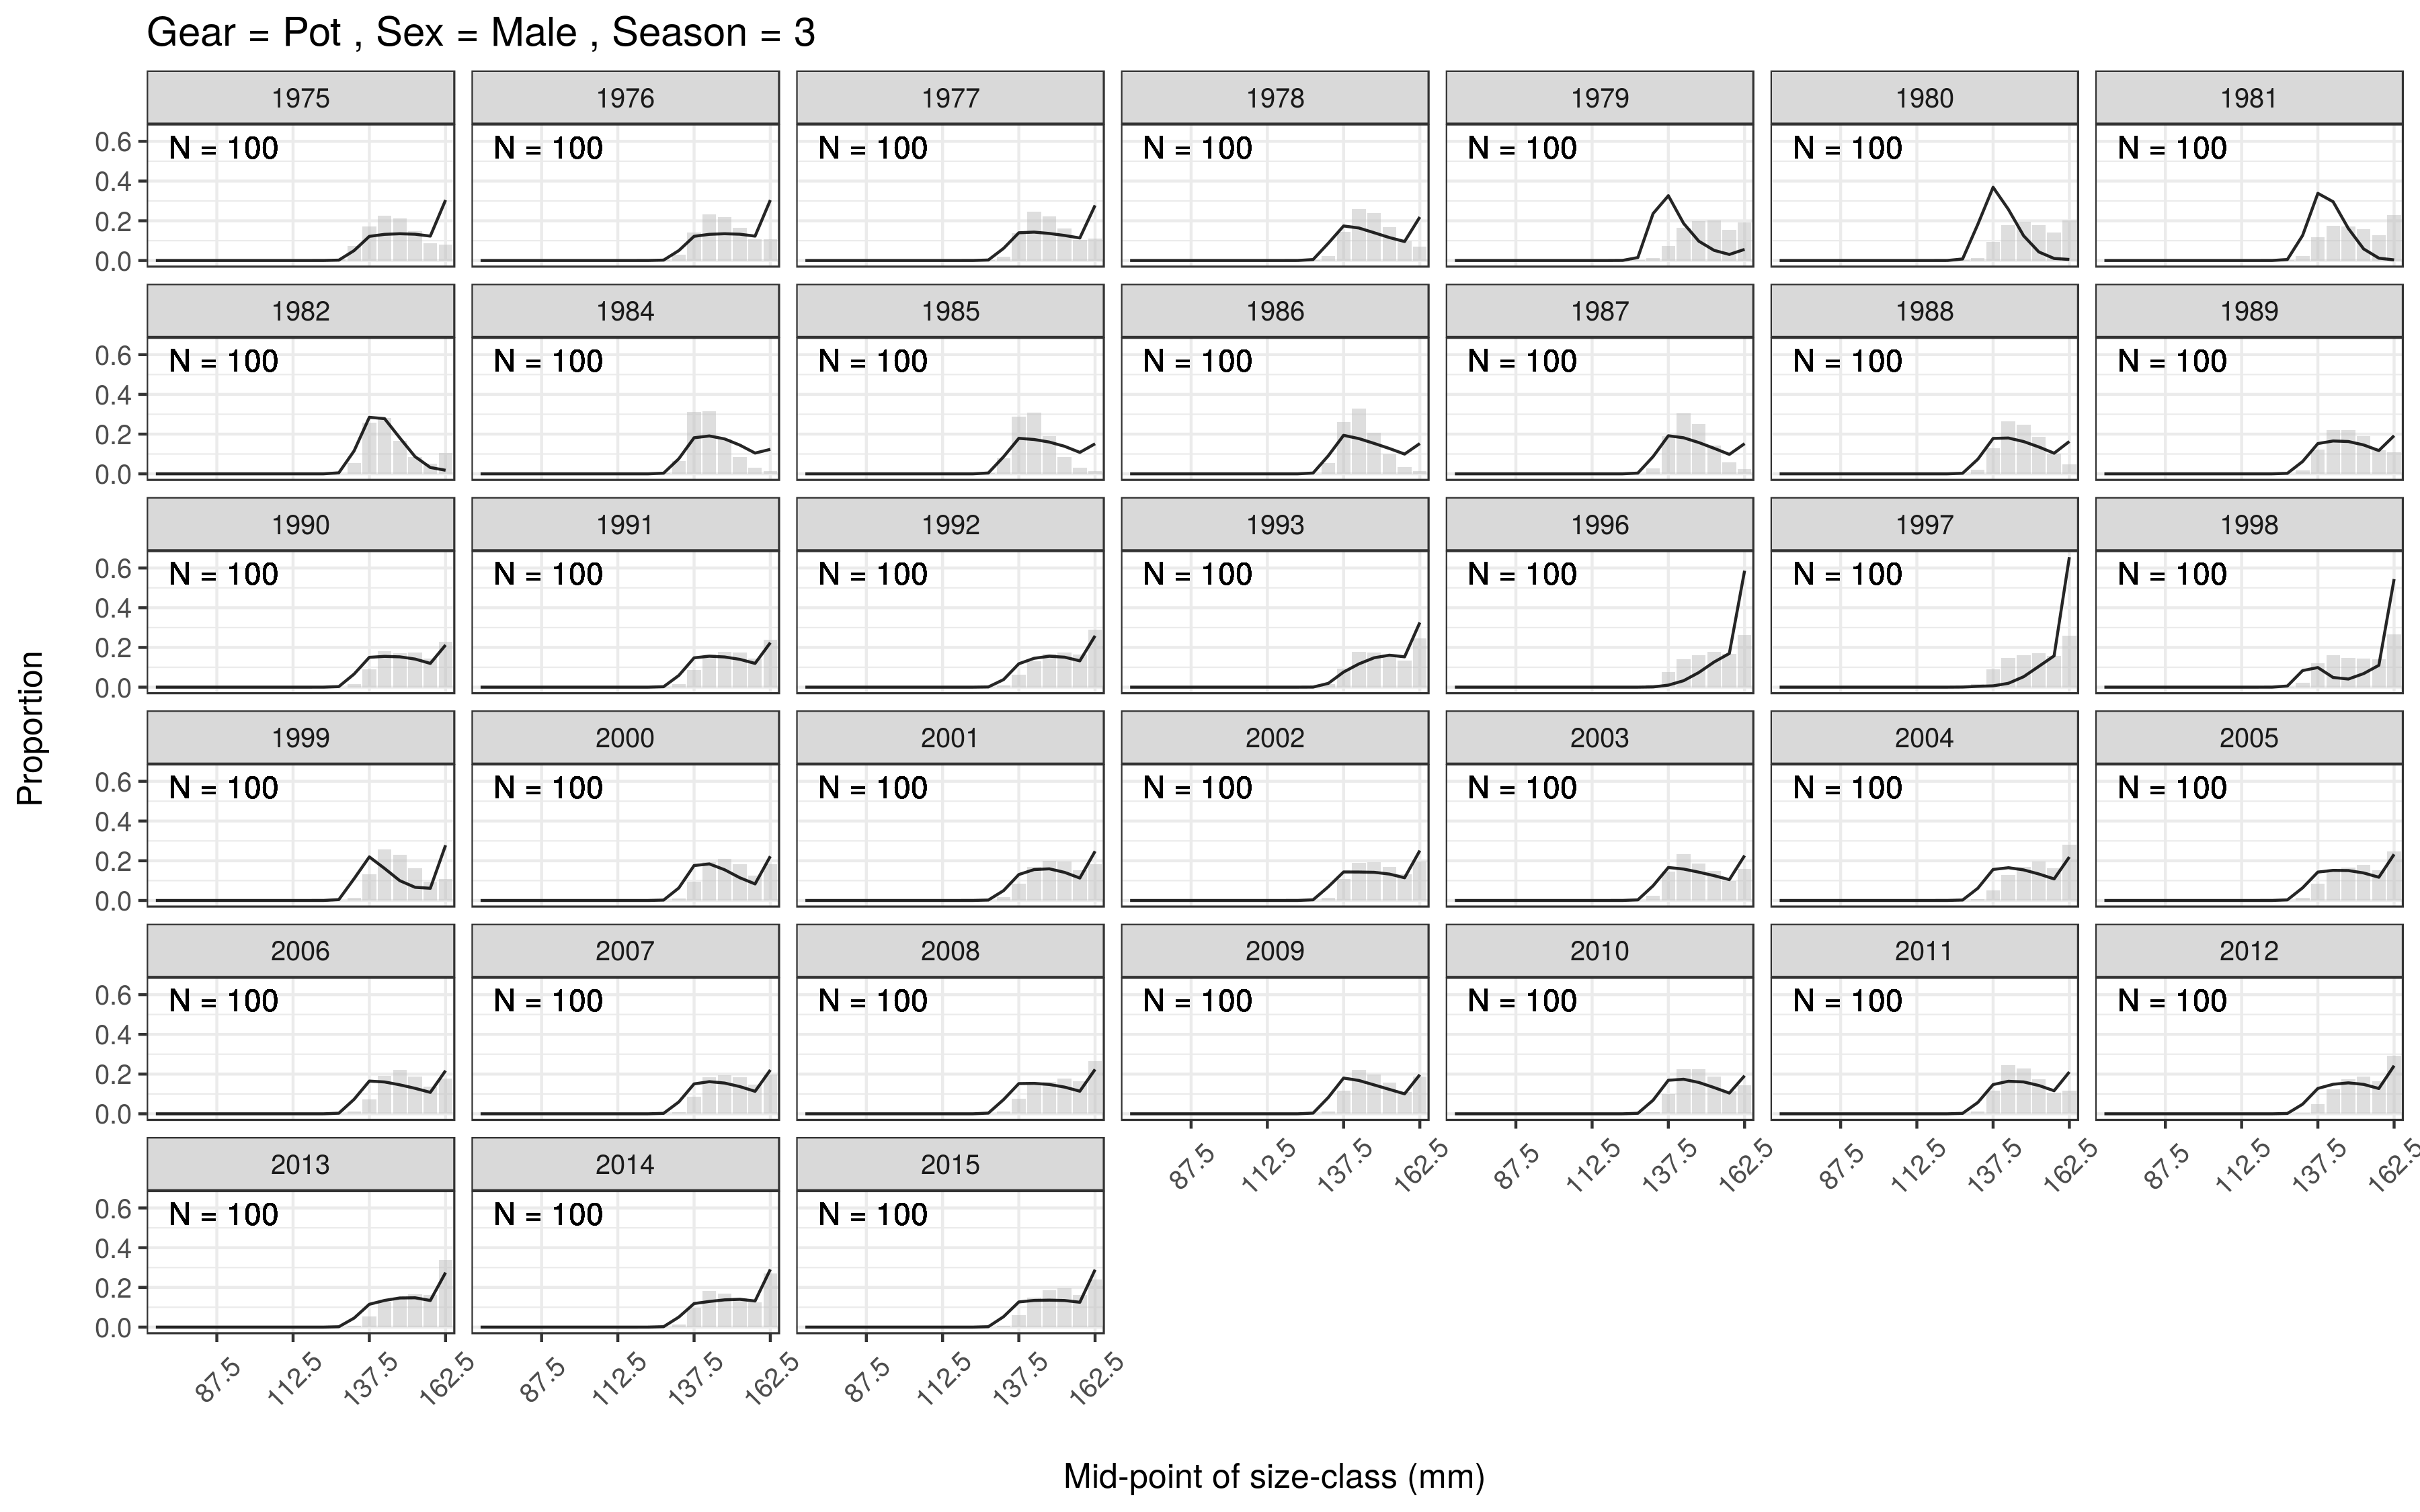 Gear = Pot , Sex = Male , Season = 3
1975 1976 1977 1978 1979 1980 1981
N = 100 N = 100 N = 100 N = 100 N = 100 N = 100 N = 100
0.6
0.4
0.2
0.0
1982 1984 1985 1986 1987 1988 1989
N = 100 N = 100 N = 100 N = 100 N = 100 N = 100 N = 100
0.6
0.4
0.2
0.0
1990 1991 1992 1993 1996 1997 1998
N = 100 N = 100 N = 100 N = 100 N = 100 N = 100 N = 100
0.6
0.4
0.2
0.0
Proportion
1999 2000 2001 2002 2003 2004 2005
N = 100 N = 100 N = 100 N = 100 N = 100 N = 100 N = 100
0.6
0.4
0.2
0.0
2006 2007 2008 2009 2010 2011 2012
N = 100 N = 100 N = 100 N = 100 N = 100 N = 100 N = 100
0.6
0.4
0.2
0.0
87.5 112.5 137.5 162.5 87.5 112.5 137.5 162.5 87.5 112.5 137.5 162.5 87.5 112.5 137.5 162.5
2013 2014 2015
N = 100 N = 100 N = 100
0.6
0.4
0.2
0.0
87.5 112.5 137.5 162.5 87.5 112.5 137.5 162.5 87.5 112.5 137.5 162.5
Mid-point of size-class (mm)